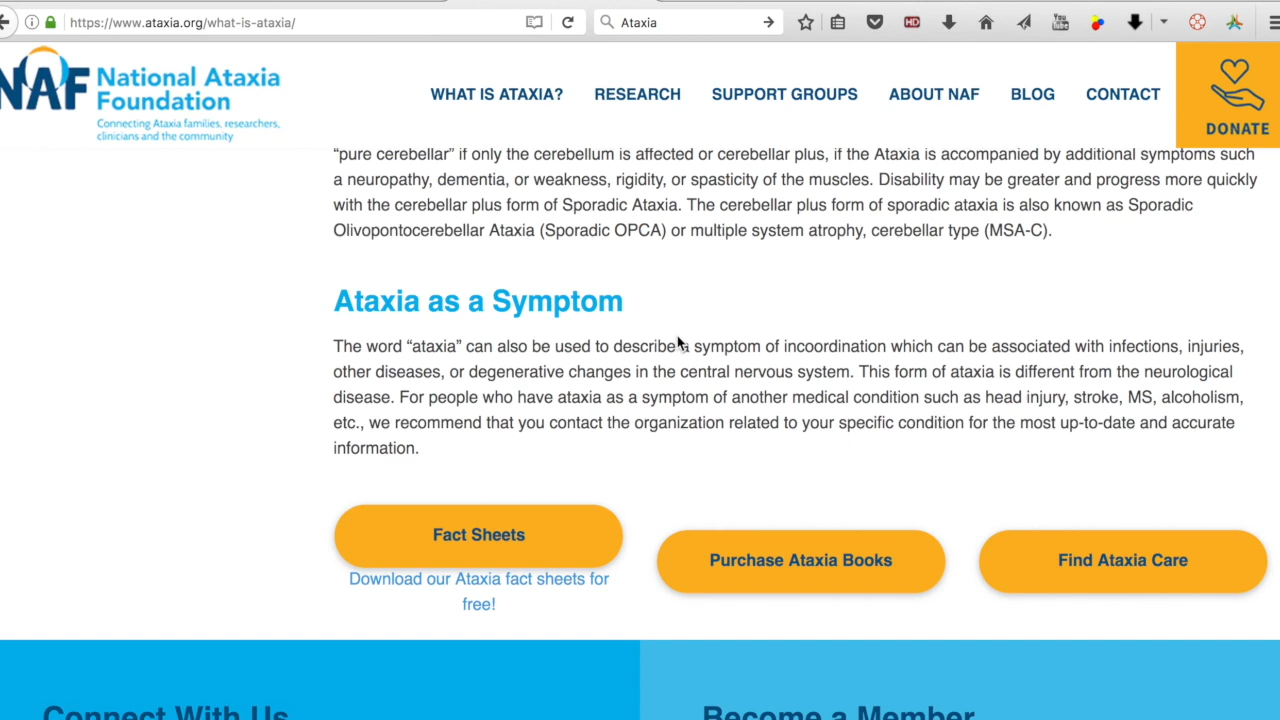 https://www.ataxia.org/what-is-ataxia/
Ataxia
HD
You
Tube
NAF
National Ataxia
Foundation
Connecting Ataxia families, researchers,
clinicians and the community
WHAT IS ATAXIA?
RESEARCH
SUPPORT GROUPS
ABOUT NAF
BLOG
CONTACT
DONATE
“pure cerebellar” if only the cerebellum is affected or cerebellar plus, if the Ataxia is accompanied by additional symptoms such
a neuropathy, dementia, or weakness, rigidity, or spasticity of the muscles. Disability may be greater and progress more quickly
with the cerebellar plus form of Sporadic Ataxia. The cerebellar plus form of sporadic ataxia is also known as Sporadic
Olivopontocerebellar Ataxia (Sporadic OPCA) or multiple system atrophy, cerebellar type (MSA-C).
Ataxia as a Symptom
The word “ataxia” can also be used to describe a symptom of incoordination which can be associated with infections, injuries,
other diseases, or degenerative changes in the central nervous system. This form of ataxia is different from the neurological
disease. For people who have ataxia as a symptom of another medical condition such as head injury, stroke, MS, alcoholism,
etc., we recommend that you contact the organization related to your specific condition for the most up-to-date and accurate
information.
Fact Sheets
Download our Ataxia fact sheets for
free!
Purchase Ataxia Books
Find Ataxia Care
Connect With Us
Become a Member